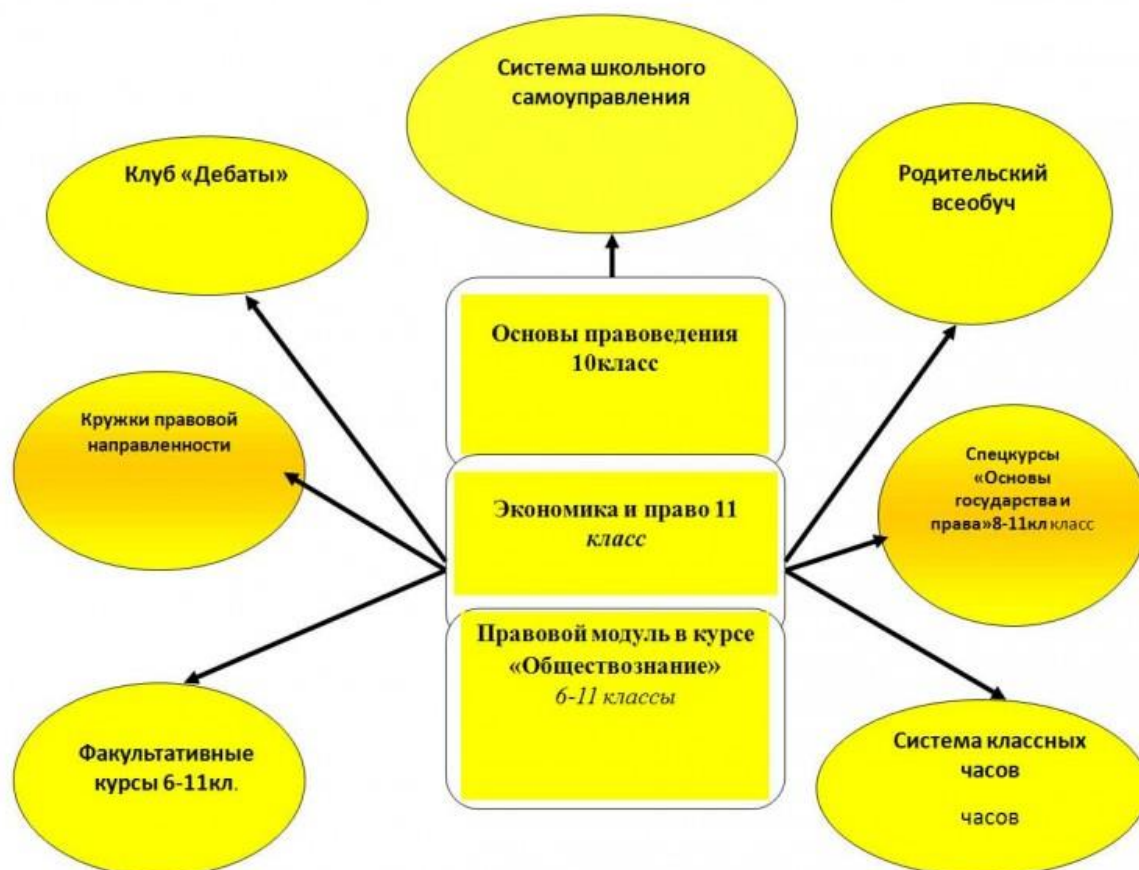 Система школьного
самоуправления
Клуб «Дебаты»
Родительский
всеобуч
Основы правоведения
10класс
Кружки правовой
направленности
Спецкурсы
«Основы
государства и
права»8-11кл класс
Экономика и право 11
класс
Правовой модуль в курсе
«Обществознание»
6-11 классы
Факультативные
курсы 6-11кл.
Система классных
часов
часов